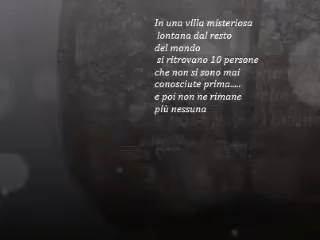 In una villa misteriosa
lontana dal resto
del mondo
si ritrovano 10 persone
che non si sono mai
conosciute prima.....
e poi non ne rimane
più nessuna